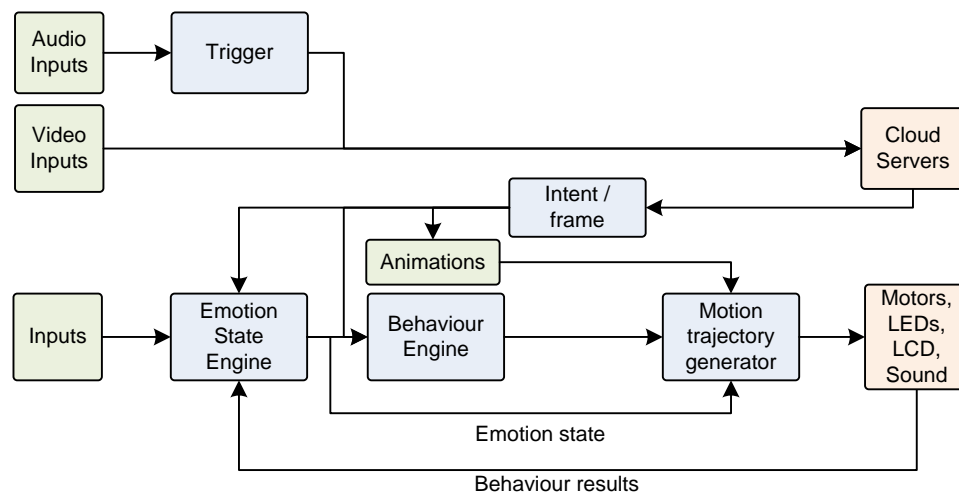 Audio
Inputs
Trigger
Video
Inputs
Cloud
Servers
Intent /
frame
Animations
Inputs
Emotion
State
Engine
Behaviour
Engine
Motion
trajectory
generator
Motors,
LEDs,
LCD,
Sound
Emotion state
Behaviour results